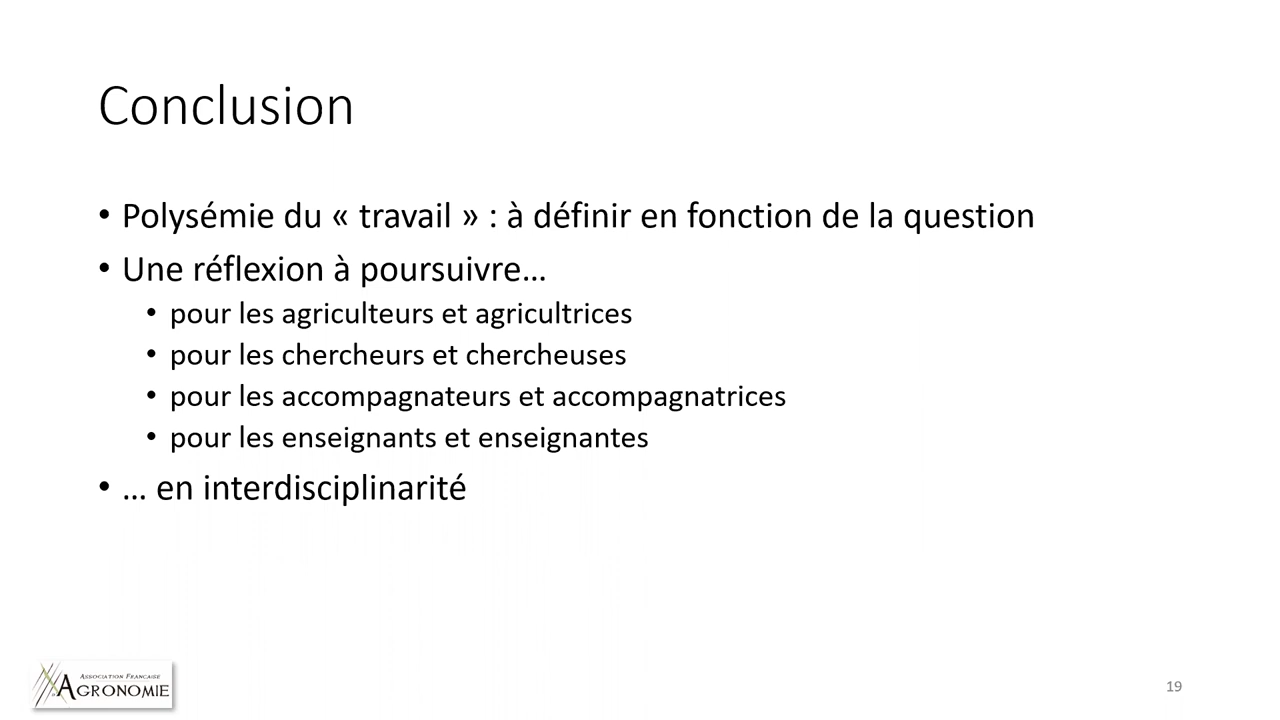 Conclusion
• Polysémie du « travail » : à définir en fonction de la question
• Une réflexion à poursuivre…
• pour les agriculteurs et agricultrices
• pour les chercheurs et chercheuses
• pour les accompagnateurs et accompagnatrices
• pour les enseignants et enseignantes
• … en interdisciplinarité
Association Française
Agronomie
19